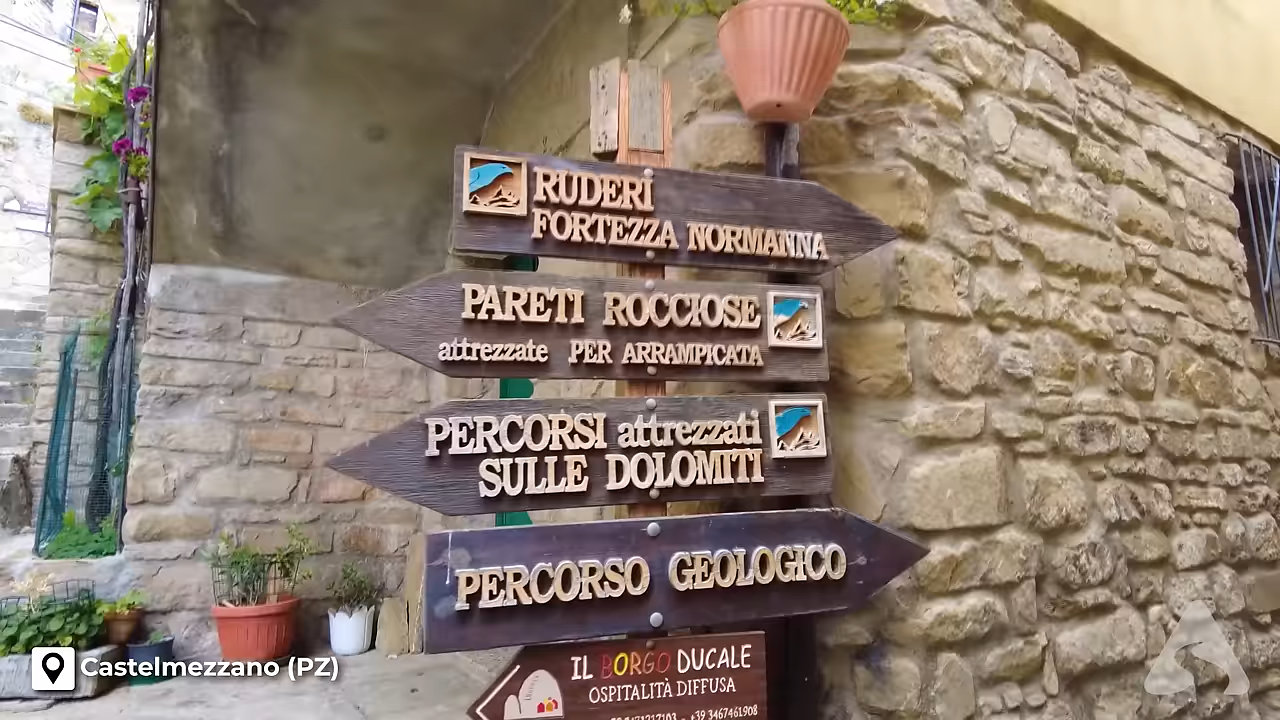 RUDERI
FORTEZZA NORMANNA
PARETI ROCCIOSE
attrezzate PER ARRAMPICATA
PERCORSI attrezzati
SULLE DOLOMITI
PERCORSO GEOLOGICO
IL BORGO DUCALE
OSPITALITÀ DIFFUSA
+39 3467461908
Castelmezzano (PZ)